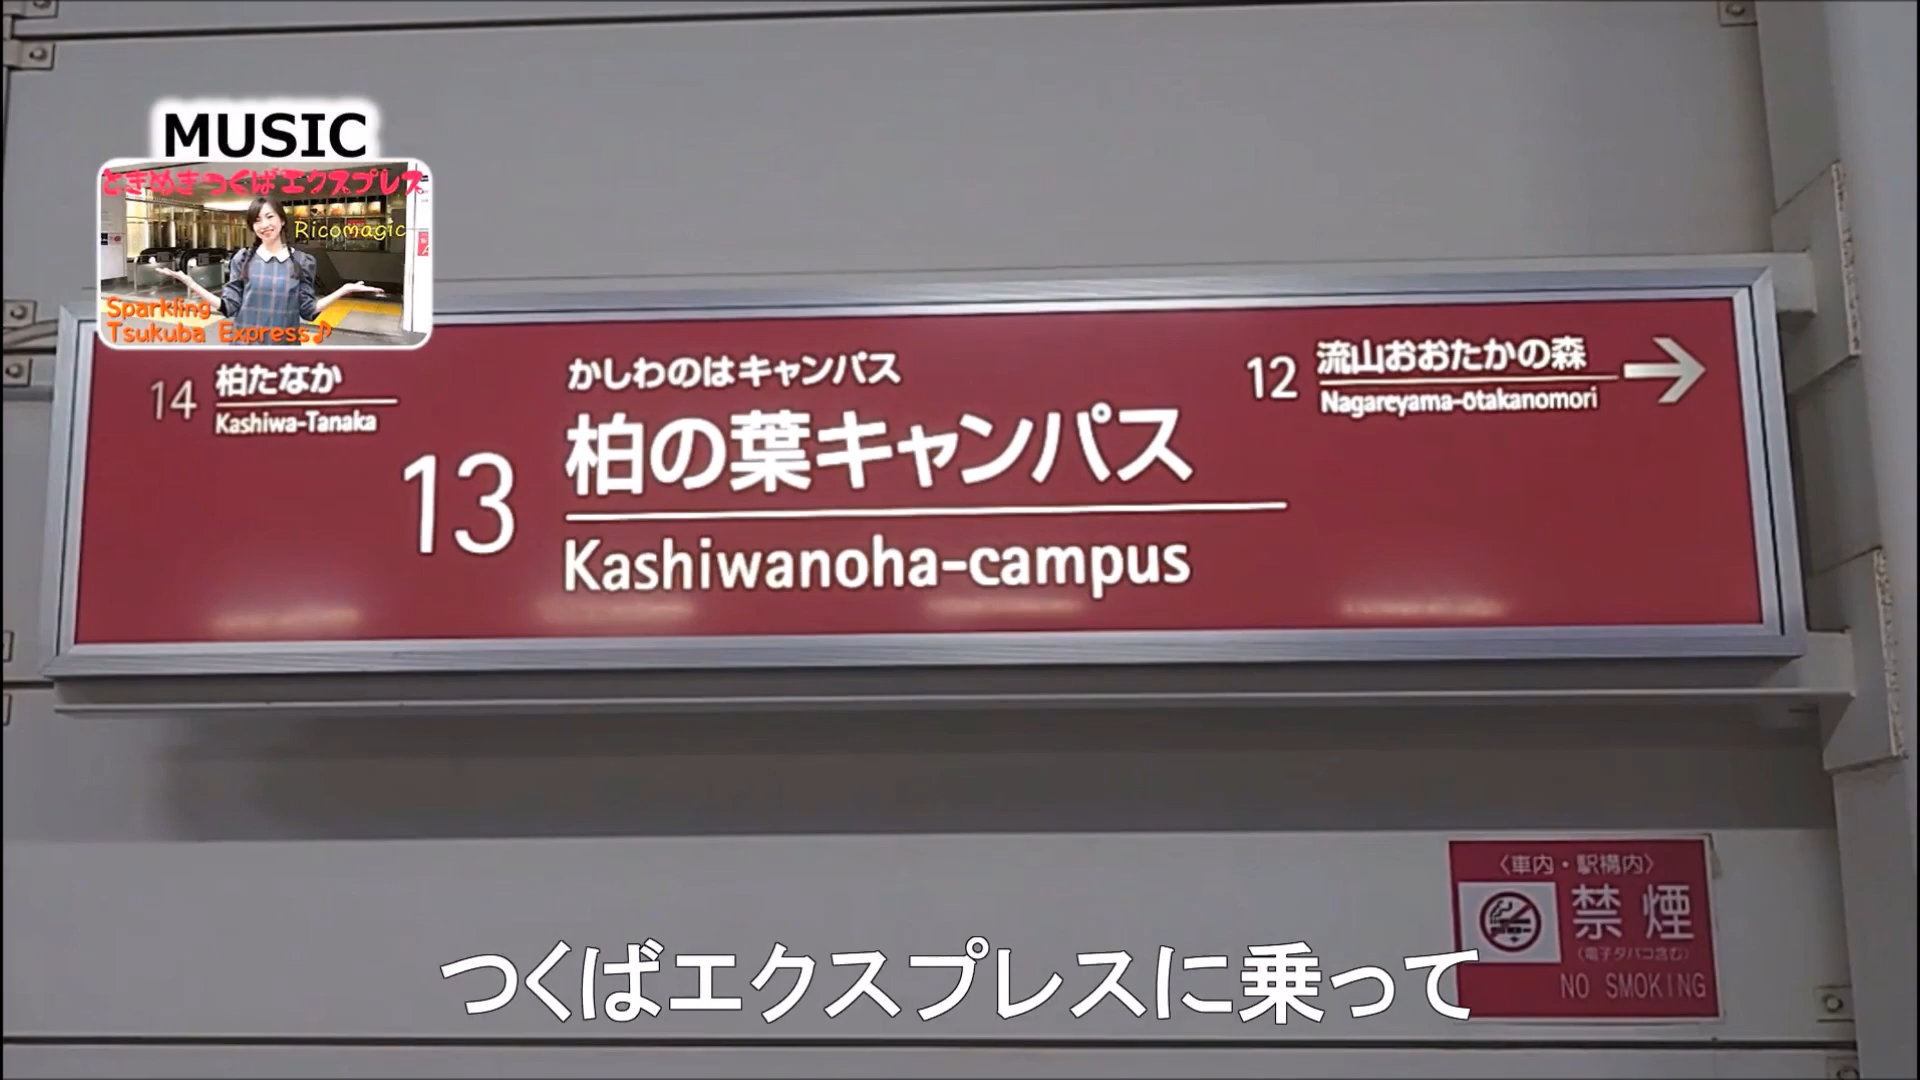 MUSIC
ときめきつくばエクスプレス
Ricomagic
Sparkling
Tsukuba Express♪
14 柏たなか
Kashiwa-Tanaka
かしわのはキャンパス
13 柏の葉キャンパス
Kashiwanoha-campus
12 流山おおたかの森
Nagareyama-ōtakanomori
〈車内・駅構内〉
禁煙
(電子タバコ含む)
NO SMOKING
つくばエクスプレスに乗って